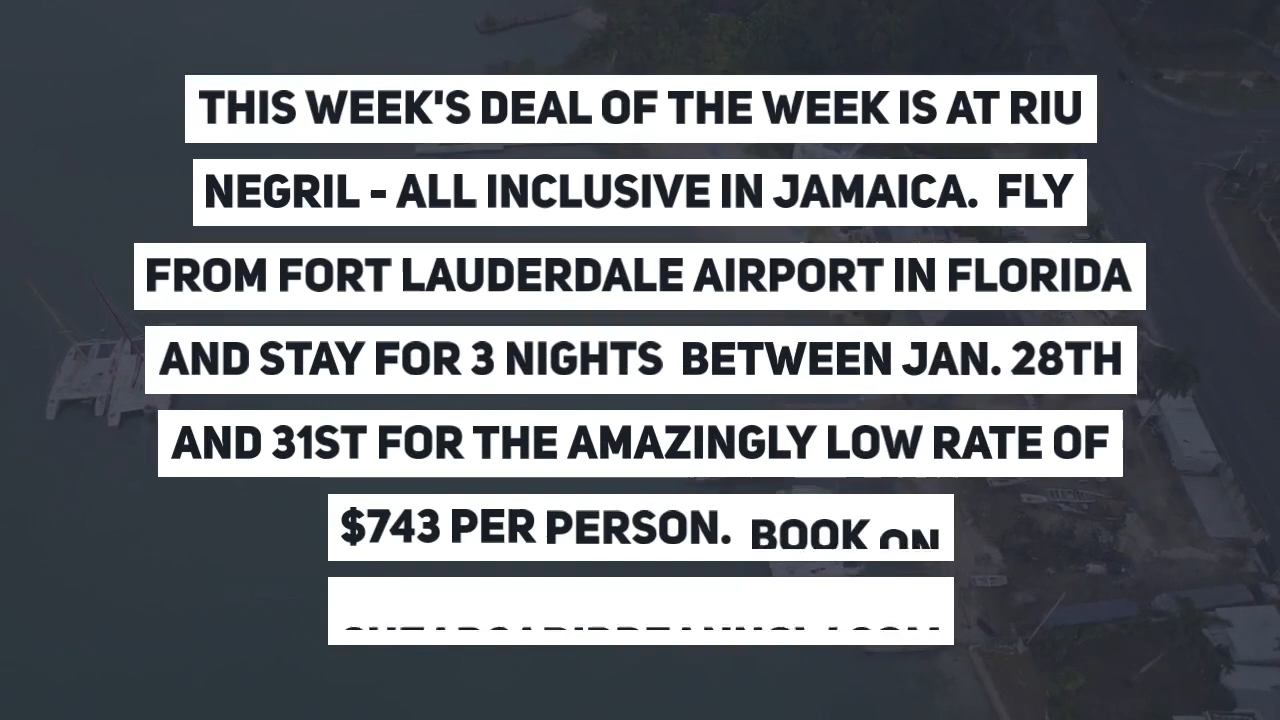 THIS WEEK'S DEAL OF THE WEEK IS AT RIU
NEGRIL - ALL INCLUSIVE IN JAMAICA. FLY
FROM FORT LAUDERDALE AIRPORT IN FLORIDA
AND STAY FOR 3 NIGHTS BETWEEN JAN. 28TH
AND 31ST FOR THE AMAZINGLY LOW RATE OF
$743 PER PERSON. BOOK ON